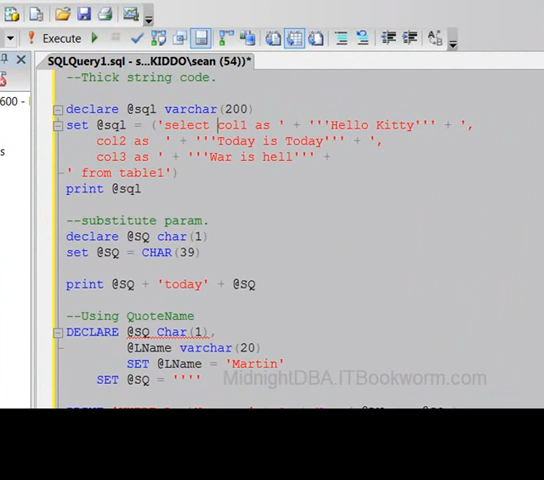 Execute
SQLQuery1.sql - s...KIDDO\sean (54))*
--Thick string code.
600 -
declare @sql varchar(200)
set @sql = ('select col1 as ' + '''Hello Kitty''' + ',
s
col2 as  ' + '''Today is Today''' + ',
col3 as ' + '''War is hell''' +
' from table1')
print @sql
--substitute param.
declare @SQ char(1)
set @SQ = CHAR(39)
print @SQ + 'today' + @SQ
--Using QuoteName
DECLARE @SQ Char(1),
@LName varchar(20)
SET @LName = 'Martin'
SET @SQ = ''''
MidnightDBA.ITBookworm.com